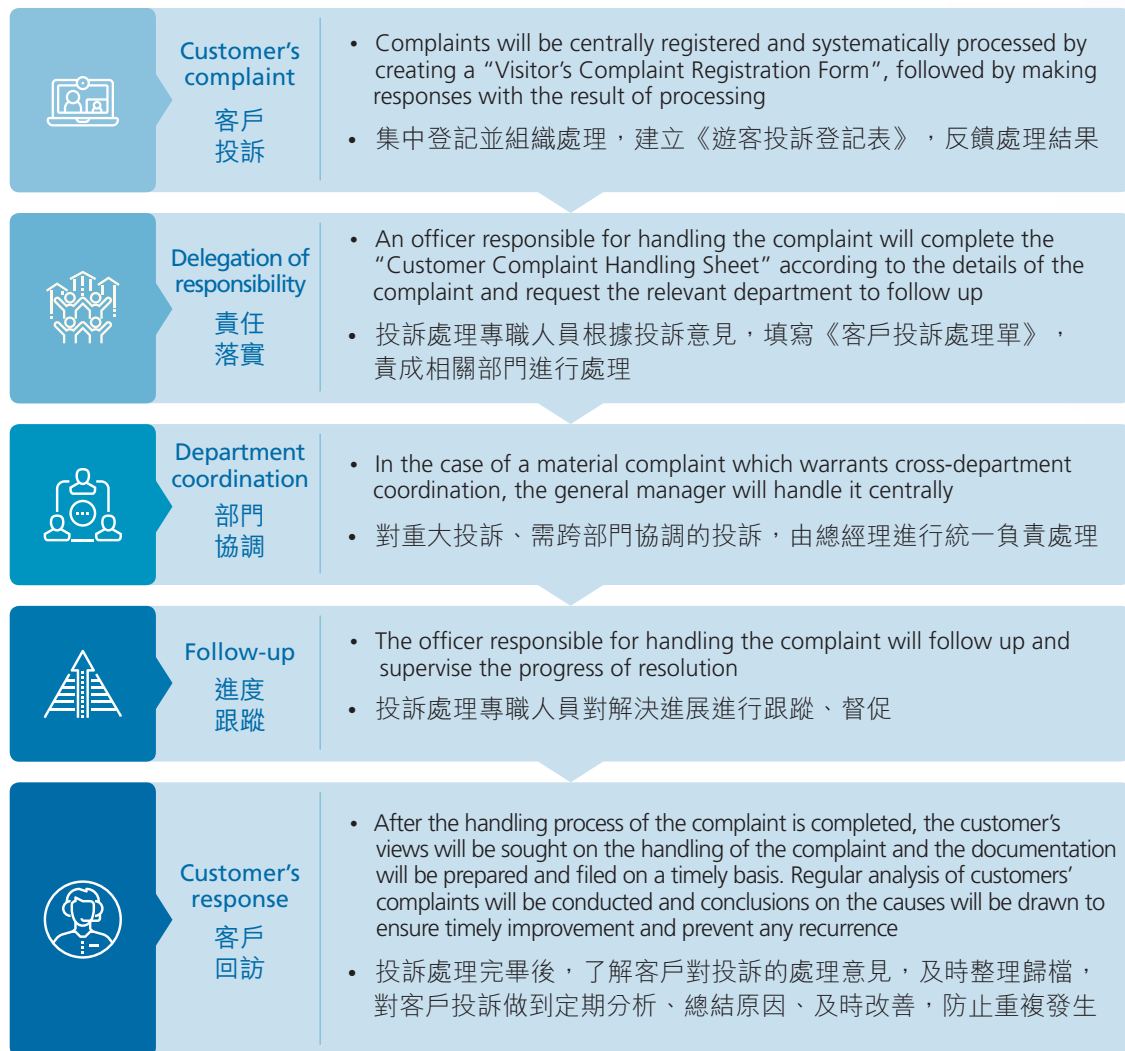 Customer's
complaint
客戶
投訴
• Complaints will be centrally registered and systematically processed by
creating a “Visitor’s Complaint Registration Form”, followed by making
responses with the result of processing
• 集中登記並組織處理，建立《遊客投訴登記表》，反饋處理結果
Delegation of
responsibility
責任
落實
• An officer responsible for handling the complaint will complete the
“Customer Complaint Handling Sheet” according to the details of the
complaint and request the relevant department to follow up
• 投訴處理專職人員根據投訴意見，填寫《客戶投訴處理單》，
責成相關部門進行處理
Department
coordination
部門
協調
• In the case of a material complaint which warrants cross-department
coordination, the general manager will handle it centrally
• 對重大投訴、需跨部門協調的投訴，由總經理進行統一負責處理
Follow-up
進度
跟蹤
• The officer responsible for handling the complaint will follow up and
supervise the progress of resolution
• 投訴處理專職人員對解決進展進行跟蹤、督促
Customer's
response
客戶
回訪
• After the handling process of the complaint is completed, the customer’s
views will be sought on the handling of the complaint and the documentation
will be prepared and filed on a timely basis. Regular analysis of customers’
complaints will be conducted and conclusions on the causes will be drawn to
ensure timely improvement and prevent any recurrence
• 投訴處理完畢後，了解客戶對投訴的處理意見，及時整理歸檔，
對客戶投訴做到定期分析、總結原因、及時改善，防止重複發生